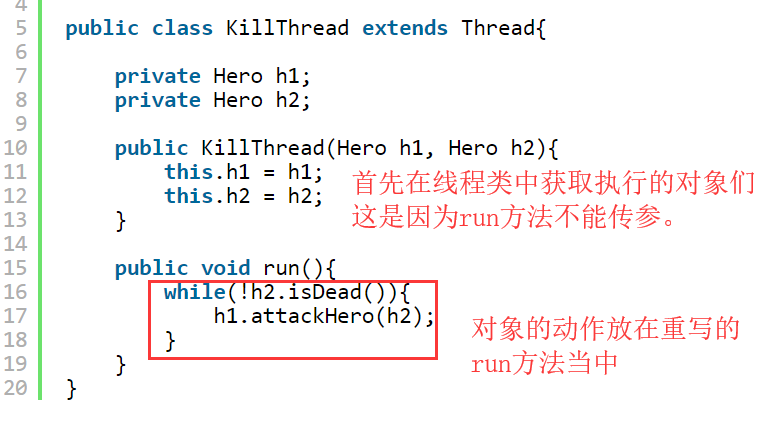 4
5 public class KillThread extends Thread{
6
7 private Hero h1;
8 private Hero h2;
9
10 public KillThread(Hero h1, Hero h2){
11 this.h1 = h1;
12 this.h2 = h2;
首先在线程类中获取执行的对象们
这是因为run方法不能传参。
13 }
14
15 public void run(){
16 while(!h2.isDead()){
17 h1.attackHero(h2);
18 }
对象的动作放在重写的
run方法当中
19 }
20 }